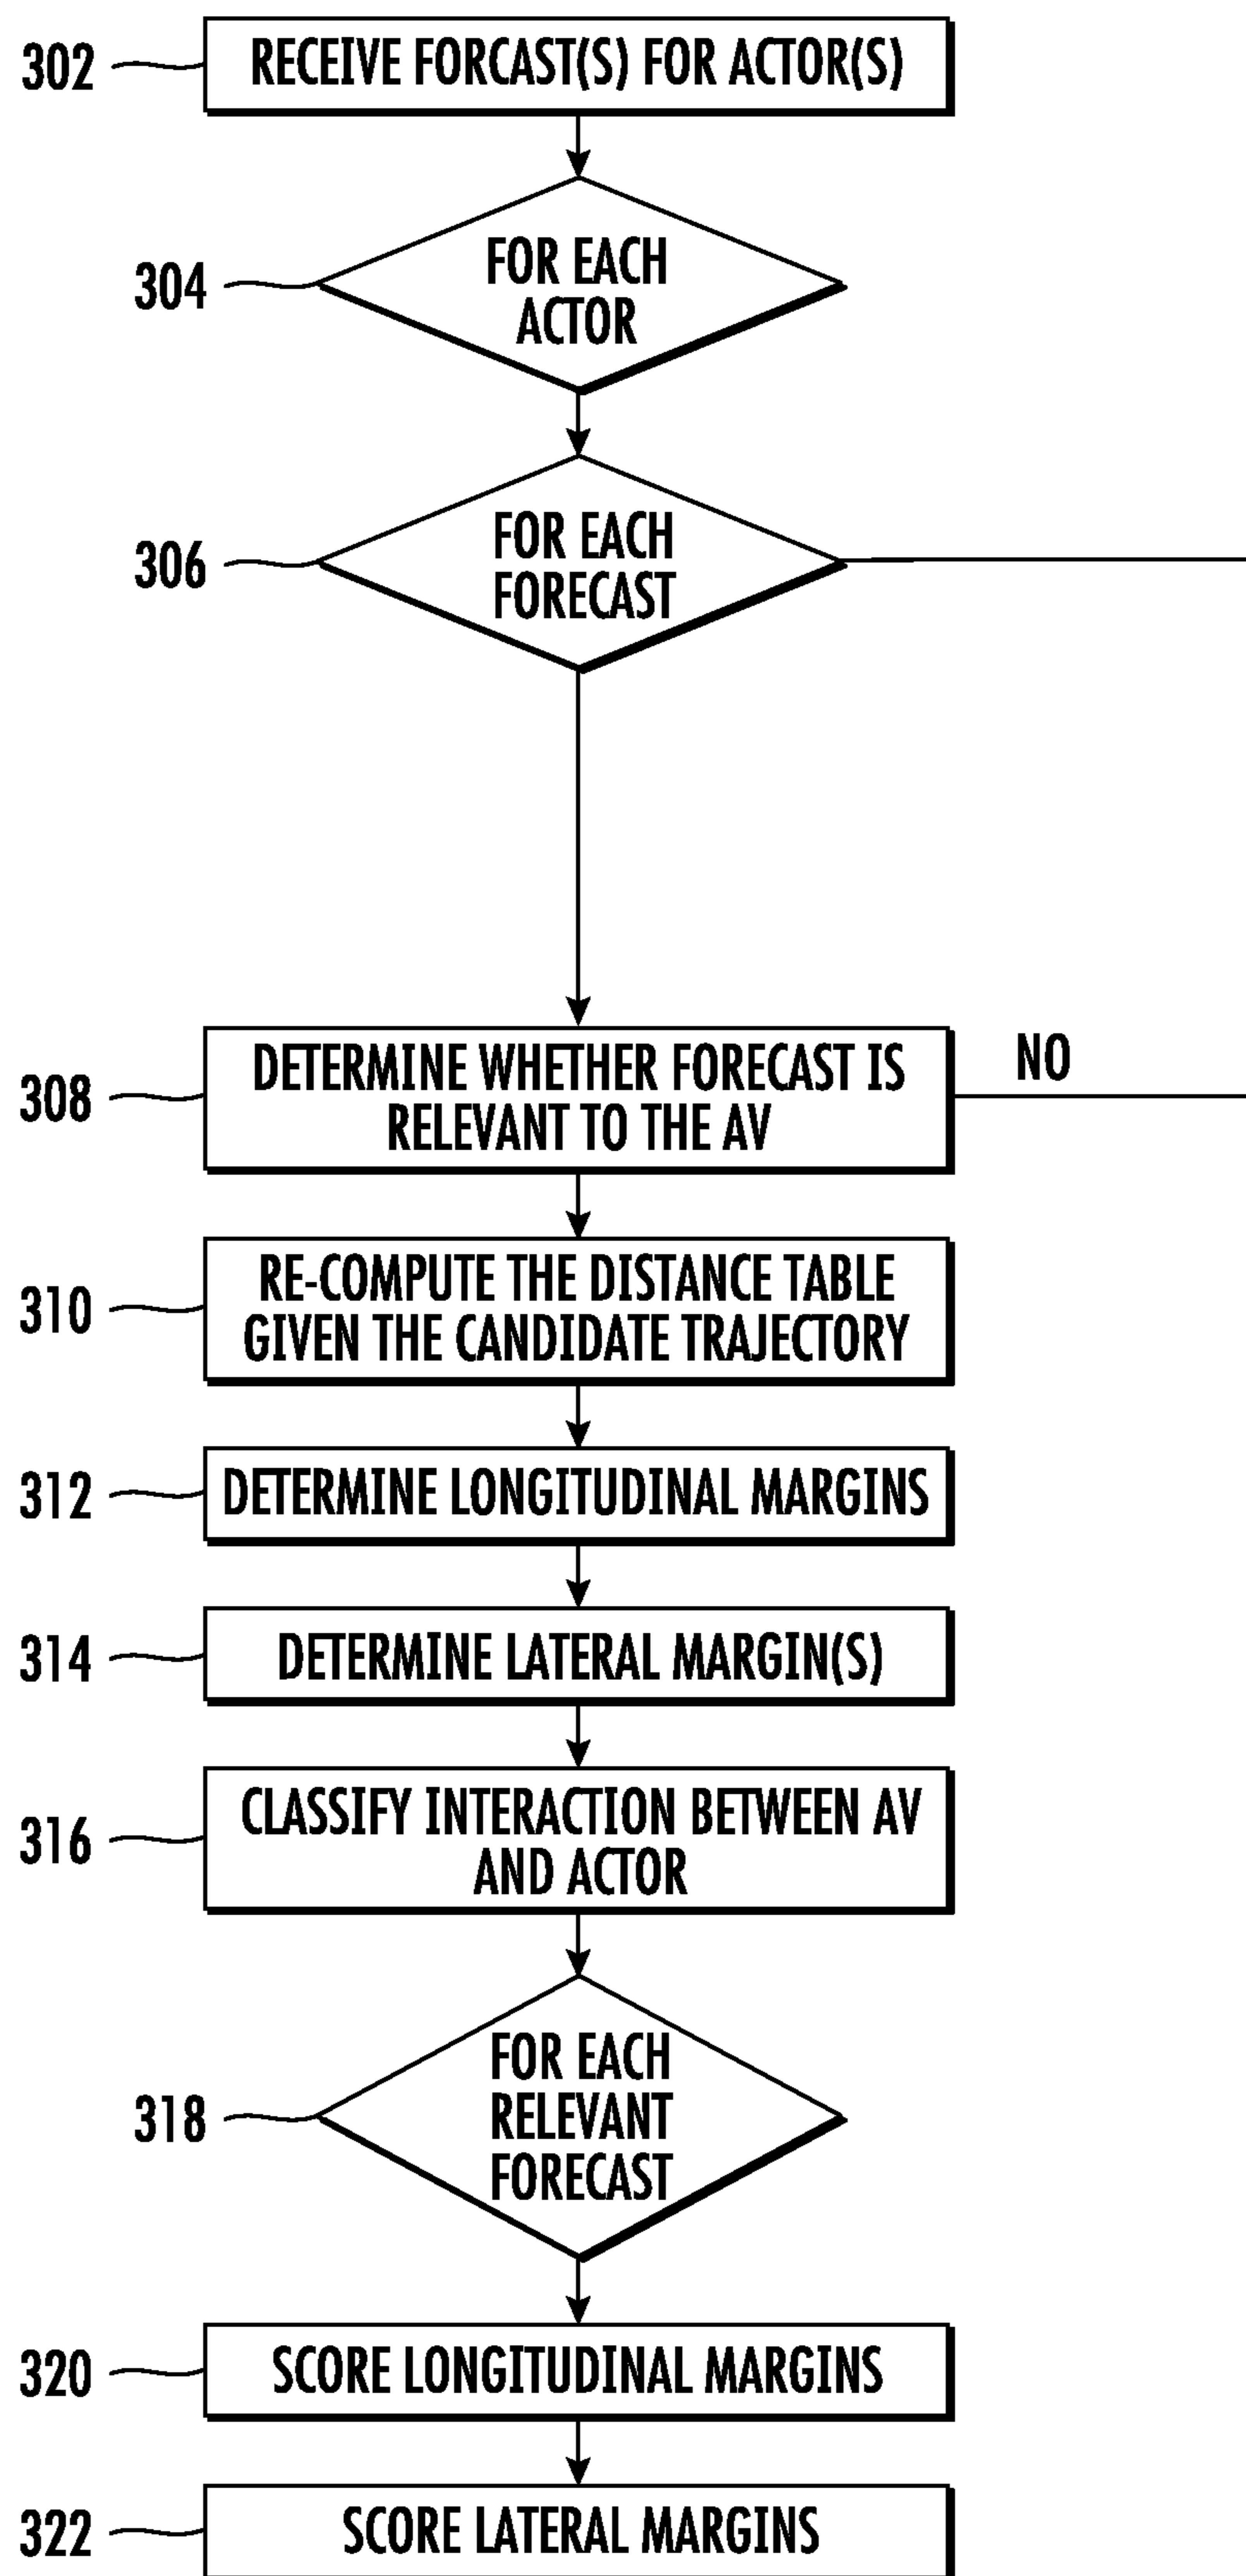 302
RECEIVE FORCAST(S) FOR ACTOR(S)
304
FOR EACH
ACTOR
306
FOR EACH
FORECAST
308
DETERMINE WHETHER FORECAST IS
RELEVANT TO THE AV
NO
310
RE-COMPUTE THE DISTANCE TABLE
GIVEN THE CANDIDATE TRAJECTORY
312
DETERMINE LONGITUDINAL MARGINS
314
DETERMINE LATERAL MARGIN(S)
316
CLASSIFY INTERACTION BETWEEN AV
AND ACTOR
318
FOR EACH
RELEVANT
FORECAST
320
SCORE LONGITUDINAL MARGINS
322
SCORE LATERAL MARGINS